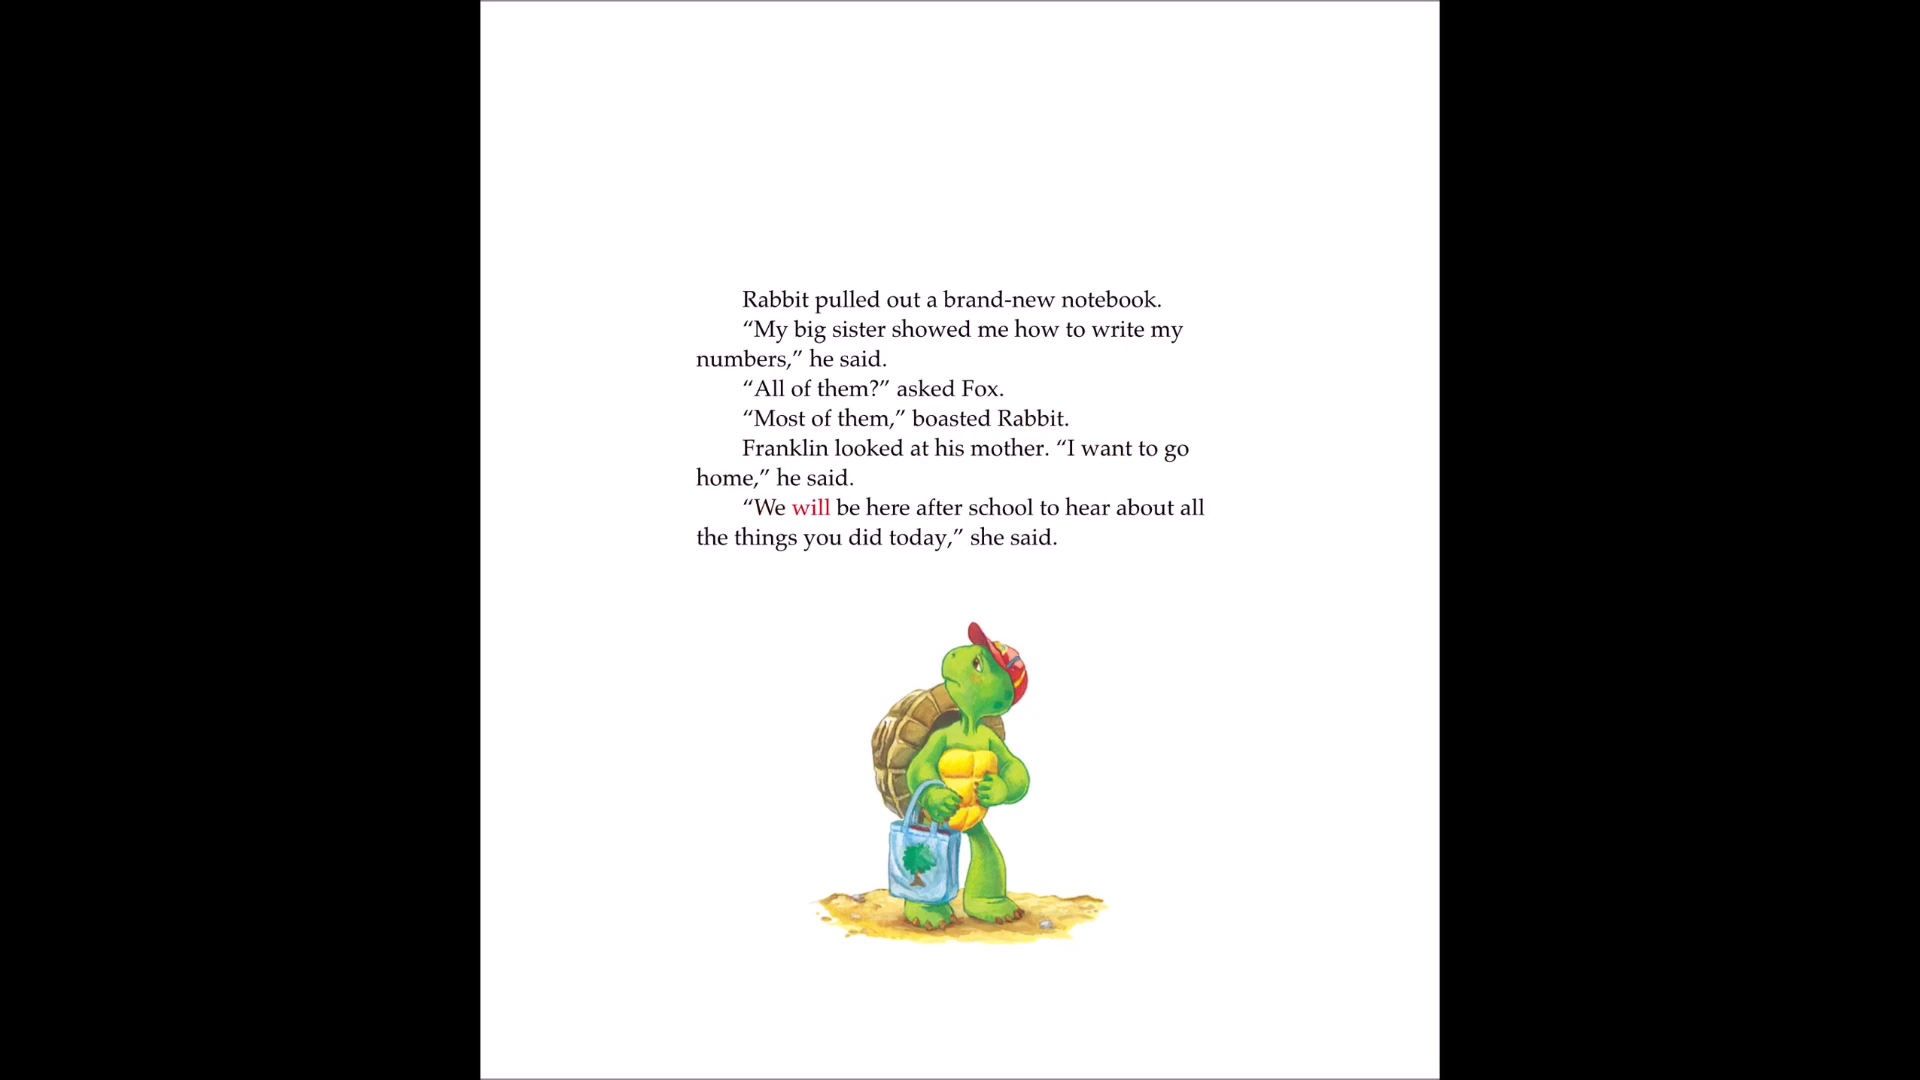 Rabbit pulled out a brand-new notebook.
“My big sister showed me how to write my
numbers,” he said.
“All of them?” asked Fox.
“Most of them,” boasted Rabbit.
Franklin looked at his mother. “I want to go
home,” he said.
“We will be here after school to hear about all
the things you did today,” she said.